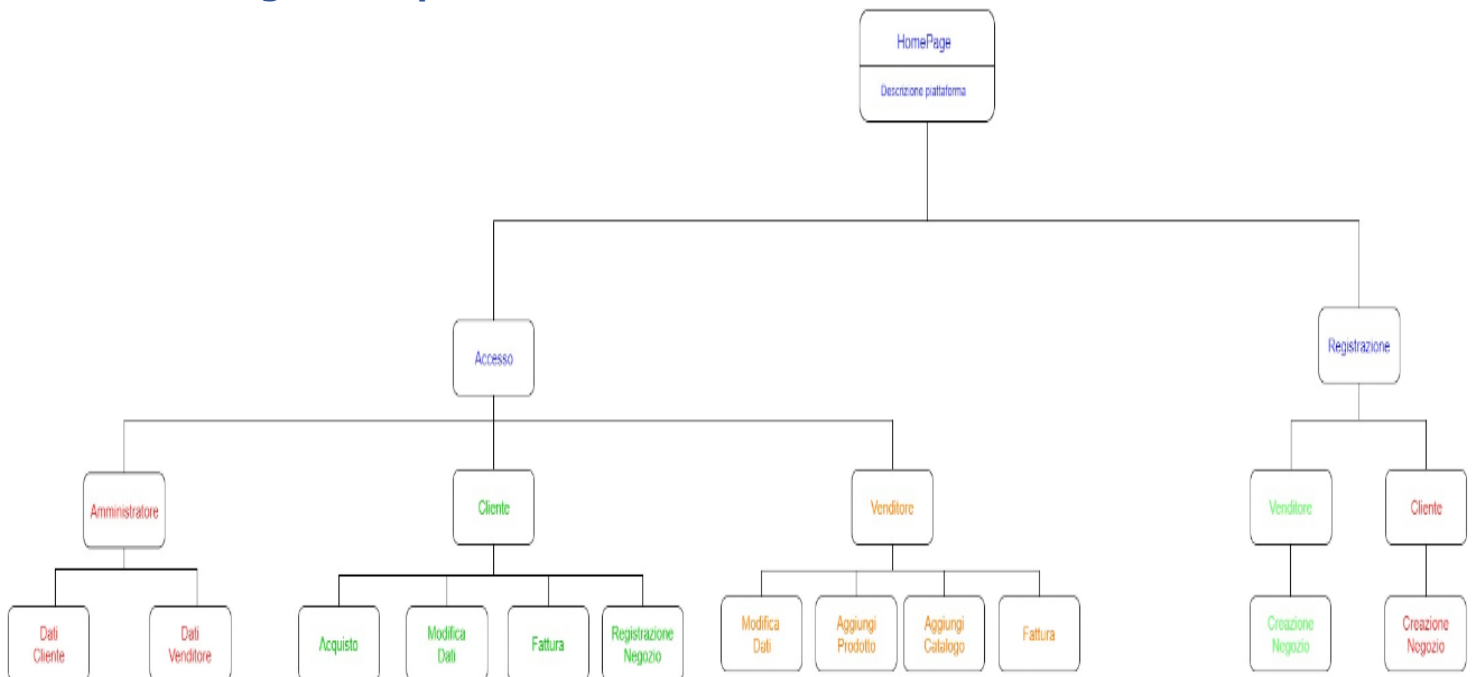 HomePage
Descrizione piattaforma
Accesso
Registrazione
Amministratore
Cliente
Venditore
Venditore
Cliente
Dati
Cliente
Dati
Venditore
Acquisto
Modifica
Dati
Fattura
Registrazione
Negozio
Modifica
Dati
Aggiungi
Prodotto
Aggiungi
Catalogo
Fattura
Creazione
Negozio
Creazione
Negozio